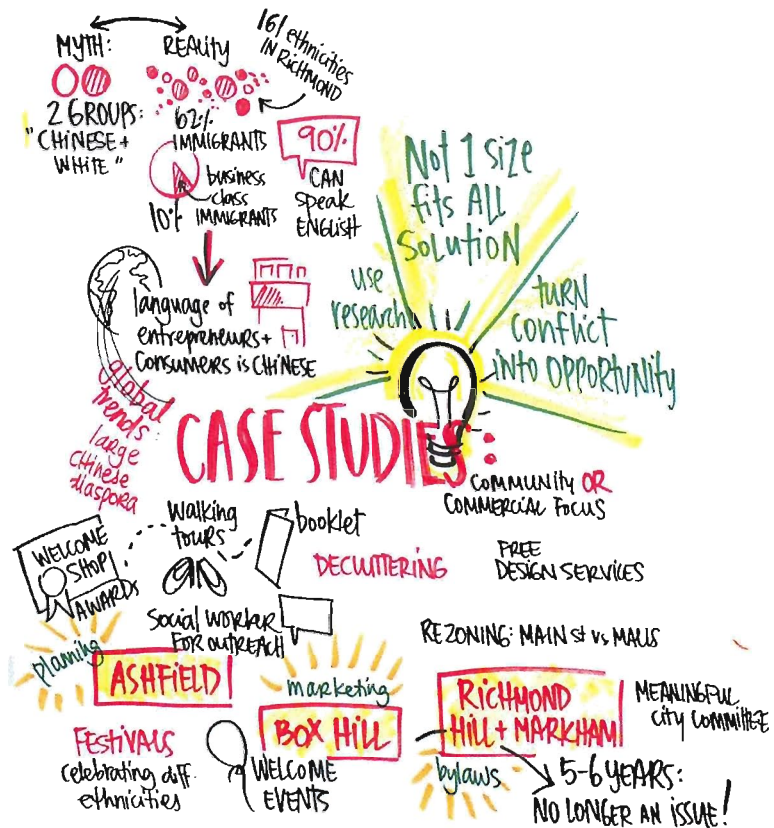 MYTH:
REALITY
161 ethnicities
IN RICHMOND
2 GROUPS:
"CHINESE +
WHITE"
62%
IMMIGRANTS
90%
CAN
speak
ENGLISH
business
class
10% IMMIGRANTS
language of
entrepreneurs +
consumers is CHINESE
global
trends:
large
chinese
diaspora
Not 1 size
fits ALL
SOLUTION
use
research
TURN
CONFLICT
INTO OPPORTUNITY
CASE STUDIES:
COMMUNITY OR
COMMERCIAL FOCUS
WELCOME
SHOP!
AWARDS
Walking
tours
booklet
DECLUTTERING
FREE
DESIGN SERVICES
Social worker
FOR OUTREACH
REZONING: MAIN St vs MALLS
planning
ASHFIELD
marketing
BOX HILL
RICHMOND
HILL + MARKHAM
MEANINGFUL
city COMMITTEE
FESTIVALS
celebrating diff.
ethnicities
WELCOME
EVENTS
bylaws
5-6 YEARS:
NO LONGER AN ISSUE!